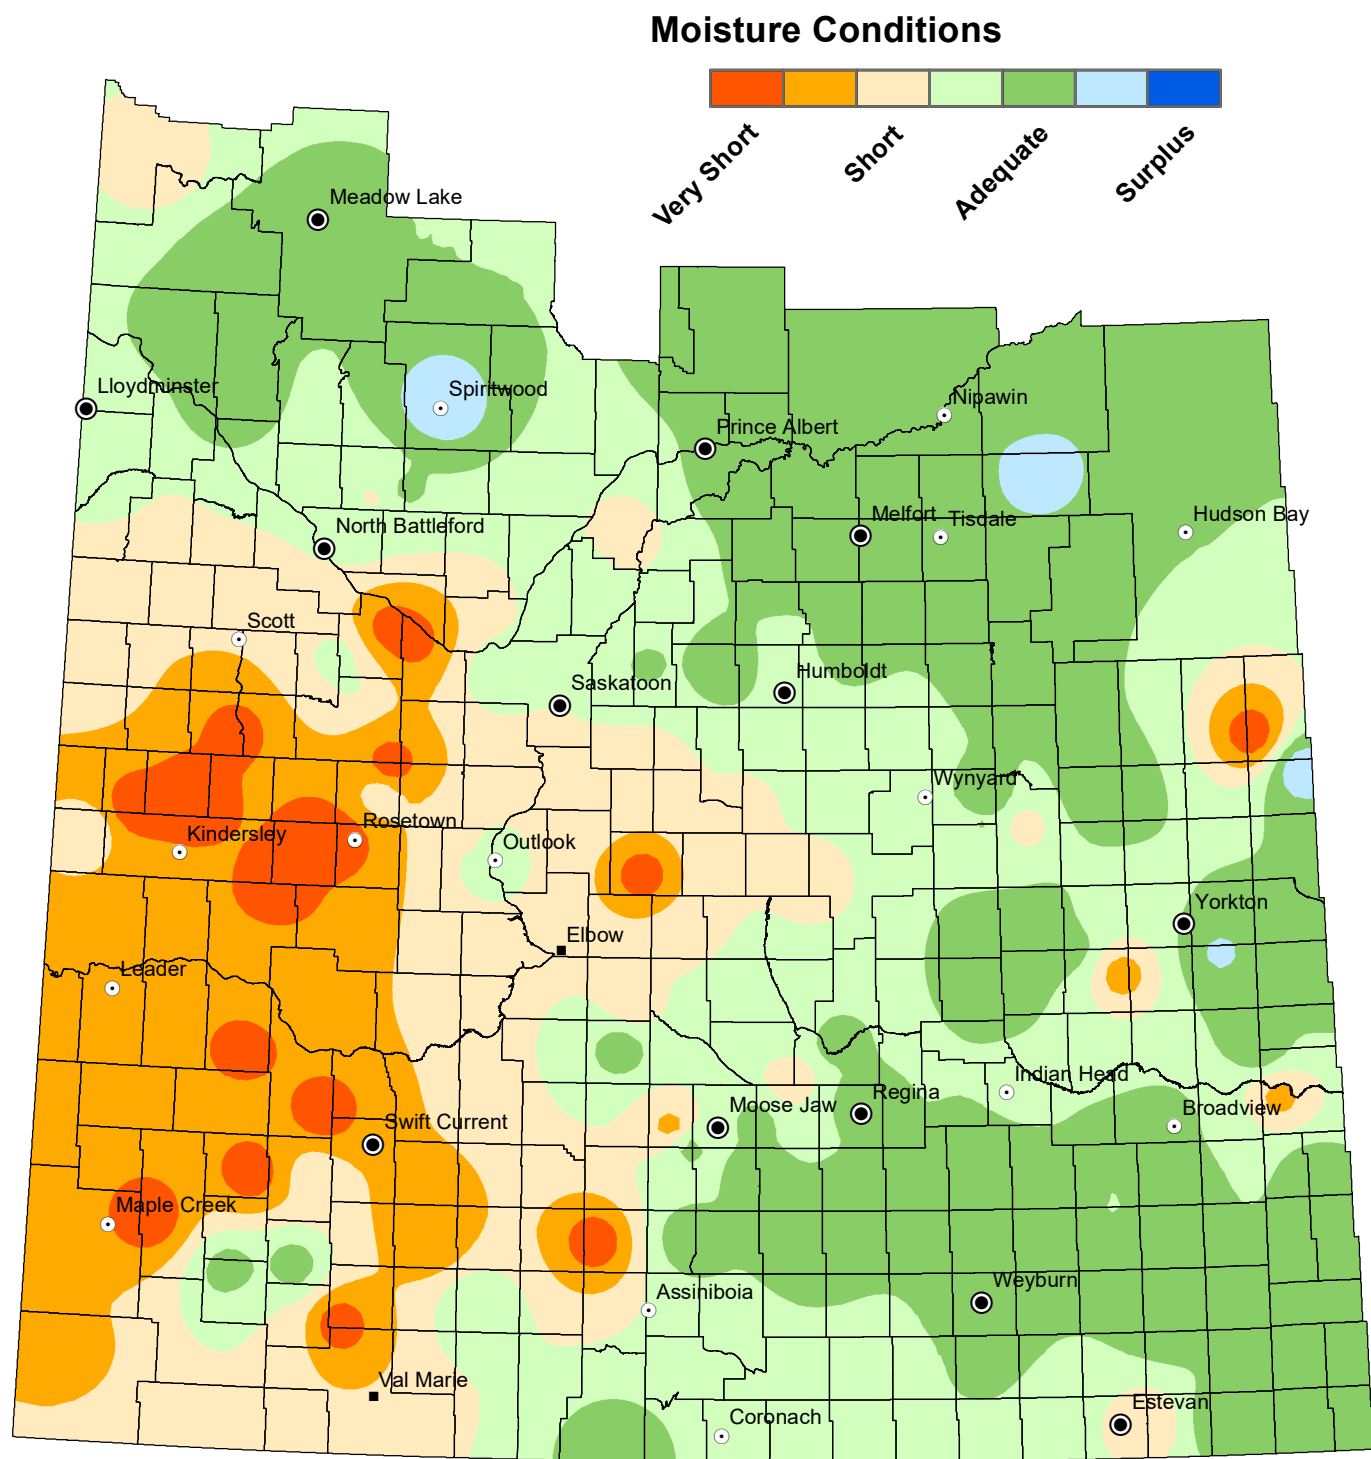 Moisture Conditions
Very Short
Short
Adequate
Surplus
Meadow Lake
Lloydminster
Spiritwood
Nipawin
Prince Albert
Melfort
Tisdale
Hudson Bay
North Battleford
Scott
Saskatoon
Humboldt
Wynyard
Rosetown
Kindersley
Outlook
Yorkton
Elbow
Leader
Indian Head
Regina
Moose Jaw
Broadview
Swift Current
Maple Creek
Weyburn
Assiniboia
Val Marie
Estevan
Coronach